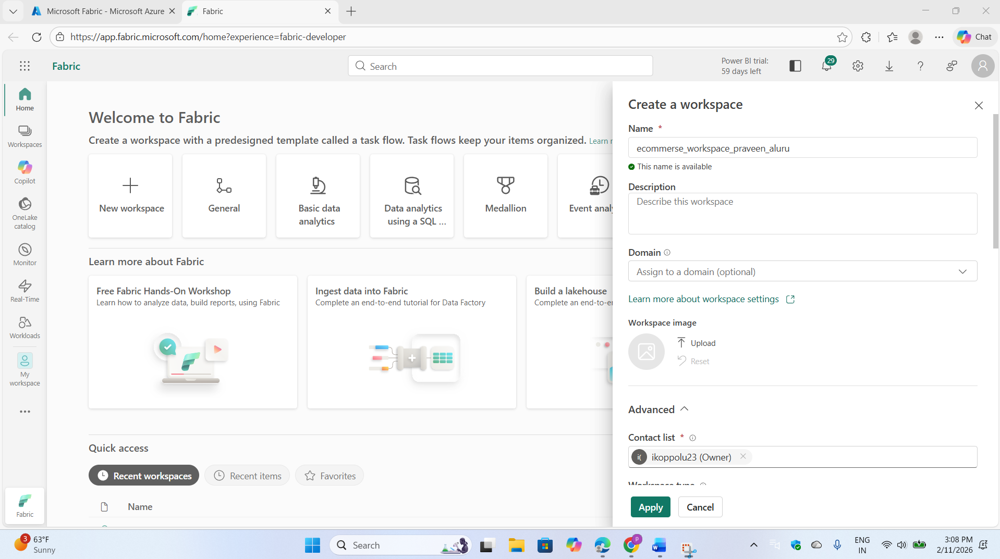 Microsoft Fabric - Microsoft Azure
Fabric
https://app.fabric.microsoft.com/home?experience=fabric-developer
Chat
Fabric
Search
Power BI trial:
59 days left
29
Home
Workspaces
Copilot
OneLake
catalog
Monitor
Real-Time
Workloads
My
workspace
Fabric
Welcome to Fabric
Create a workspace with a predesigned template called a task flow. Task flows keep your items organized. Learn
New workspace
General
Basic data
analytics
Data analytics
using a SQL ...
Medallion
Event analy
Learn more about Fabric
Free Fabric Hands-On Workshop
Learn how to analyze data, build reports, using Fabric
Ingest data into Fabric
Complete an end-to-end tutorial for Data Factory
Build a lakehouse
Complete an end-to-e
Quick access
Recent workspaces
Recent items
Favorites
Name
Create a workspace
Name *
ecommerse_workspace_praveen_aluru
This name is available
Description
Describe this workspace
Domain
Assign to a domain (optional)
Learn more about workspace settings
Workspace image
Upload
Reset
Advanced
Contact list *
i( ikoppolu23 (Owner)
Workspace type
Apply
Cancel
3
63°F
Sunny
Search
P
W
ENG
IN
3:08 PM
2/11/2026